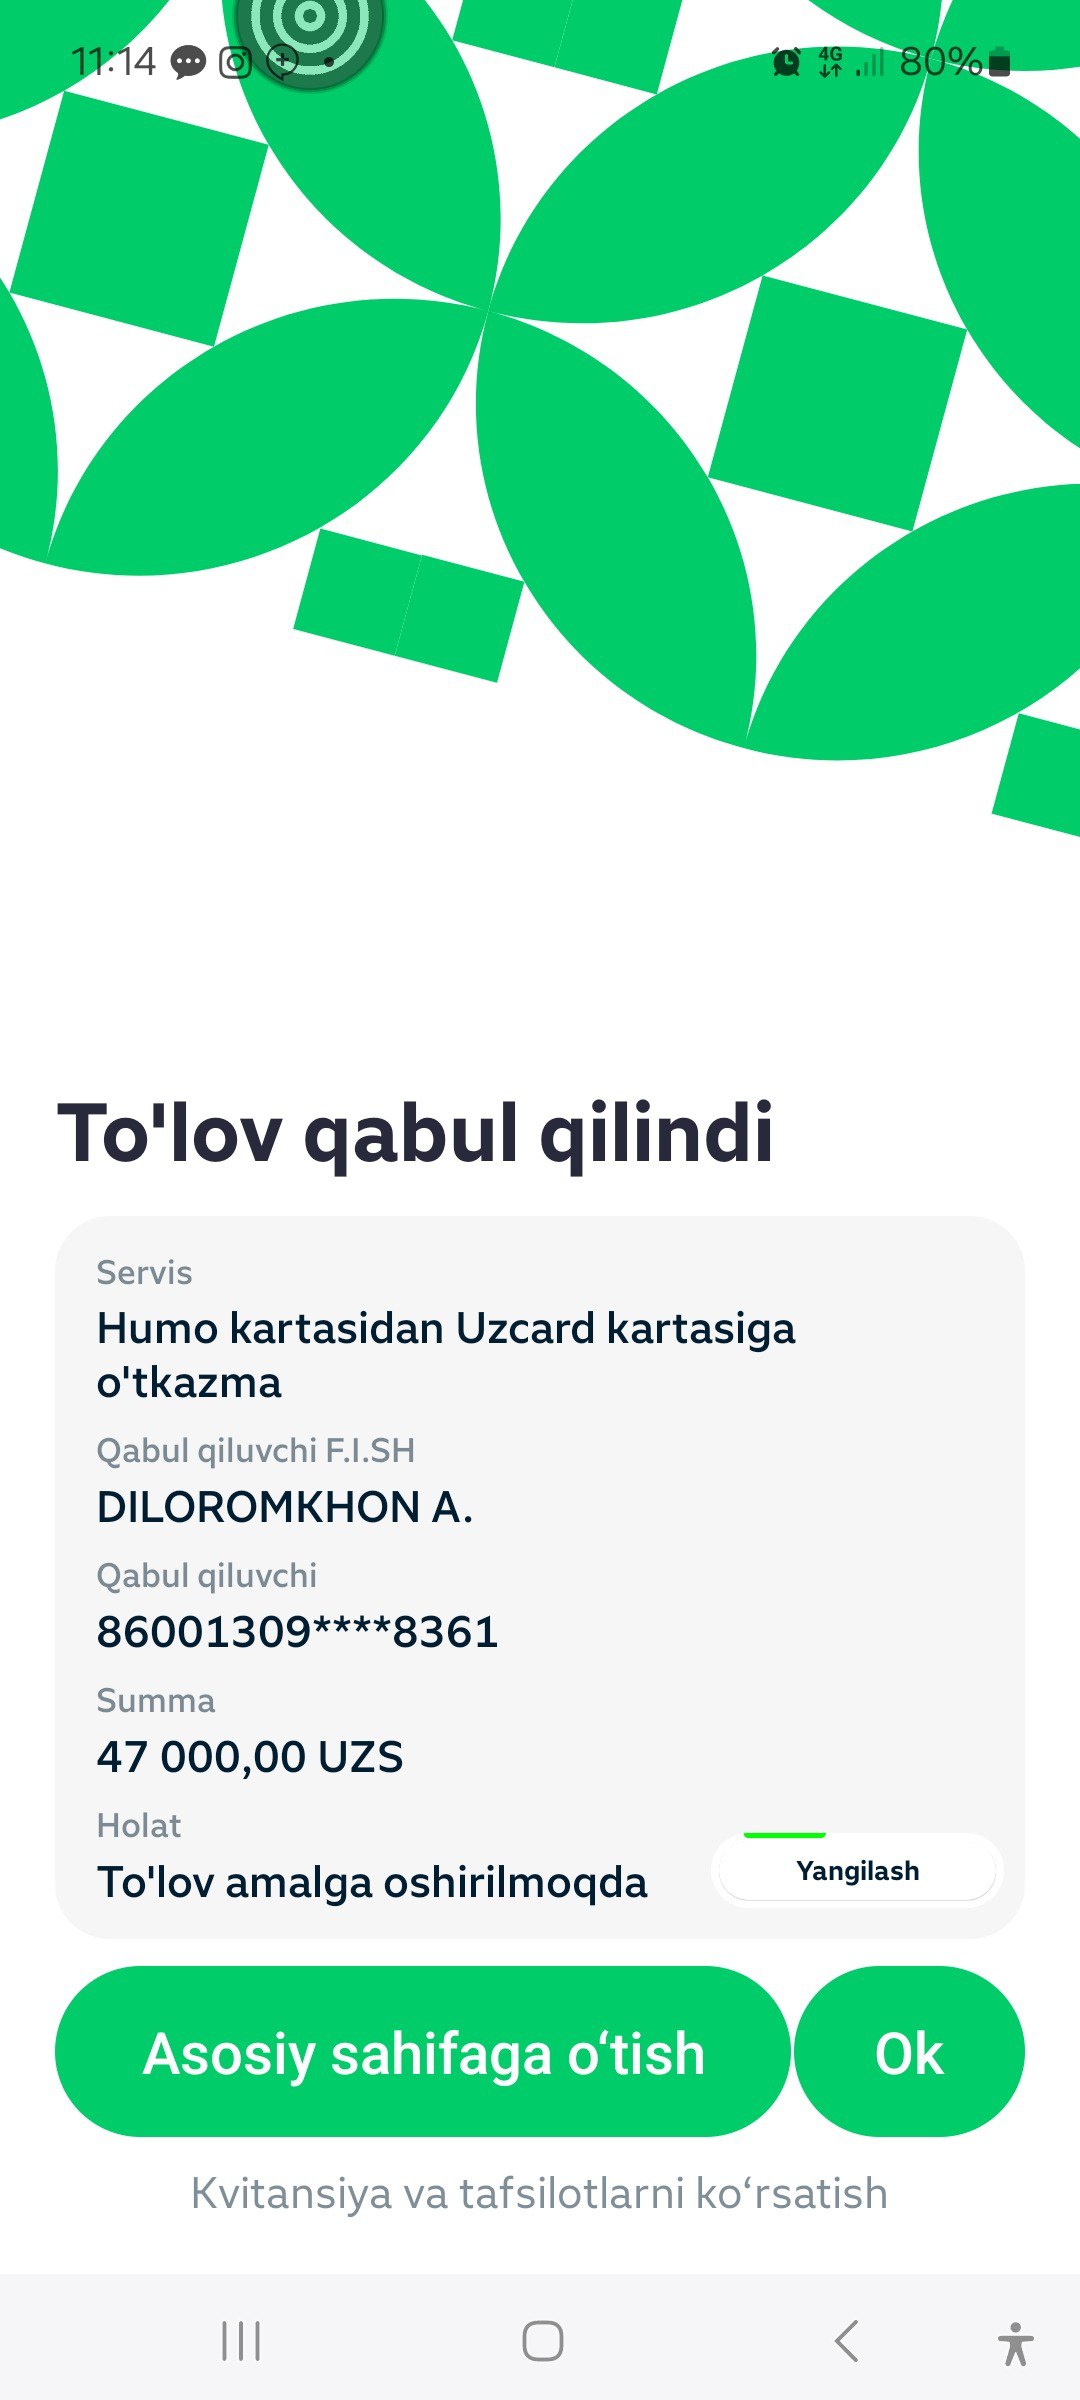 11:14
4G
80%
To'lov qabul qilindi
Servis
Humo kartasidan Uzcard kartasiga
o'tkazma
Qabul qiluvchi F.I.SH
DILOROMKHON A.
Qabul qiluvchi
86001309****8361
Summa
47 000,00 UZS
Holat
To'lov amalga oshirilmoqda
Yangilash
Asosiy sahifaga o‘tish
Ok
Kvitansiya va tafsilotlarni ko‘rsatish